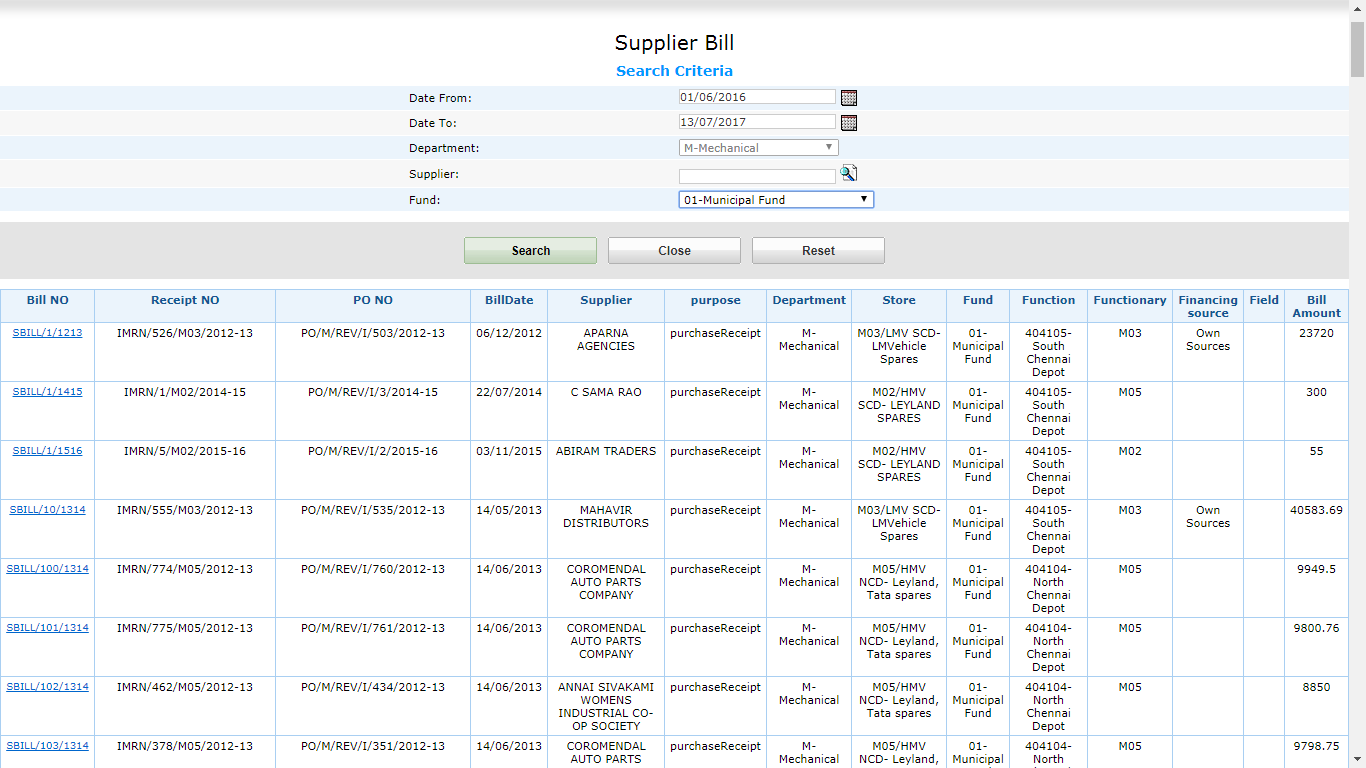 Supplier Bill
Search Criteria
Date From: 01/06/2016
Date To: 13/07/2017
Department: M-Mechanical
Supplier:
Fund: 01-Municipal Fund
Search Close Reset
Bill NO Receipt NO PO NO BillDate Supplier purpose Department Store Fund Function Functionary Financing source Field Bill Amount
SBILL/1/1213 IMRN/526/M03/2012-13 PO/M/REV/I/503/2012-13 06/12/2012 APARNA AGENCIES purchaseReceipt M-Mechanical M03/LMV SCD-LMVehicle Spares 01-Municipal Fund 404105-South Chennai Depot M03 Own Sources 23720
SBILL/1/1415 IMRN/1/M02/2014-15 PO/M/REV/I/3/2014-15 22/07/2014 C SAMA RAO purchaseReceipt M-Mechanical M02/HMV SCD- LEYLAND SPARES 01-Municipal Fund 404105-South Chennai Depot M05 300
SBILL/1/1516 IMRN/5/M02/2015-16 PO/M/REV/I/2/2015-16 03/11/2015 ABIRAM TRADERS purchaseReceipt M-Mechanical M02/HMV SCD- LEYLAND SPARES 01-Municipal Fund 404105-South Chennai Depot M02 55
SBILL/10/1314 IMRN/555/M03/2012-13 PO/M/REV/I/535/2012-13 14/05/2013 MAHAVIR DISTRIBUTORS purchaseReceipt M-Mechanical M03/LMV SCD-LMVehicle Spares 01-Municipal Fund 404105-South Chennai Depot M03 Own Sources 40583.69
SBILL/100/1314 IMRN/774/M05/2012-13 PO/M/REV/I/760/2012-13 14/06/2013 COROMENDAL AUTO PARTS COMPANY purchaseReceipt M-Mechanical M05/HMV NCD- Leyland, Tata spares 01-Municipal Fund 404104-North Chennai Depot M05 9949.5
SBILL/101/1314 IMRN/775/M05/2012-13 PO/M/REV/I/761/2012-13 14/06/2013 COROMENDAL AUTO PARTS COMPANY purchaseReceipt M-Mechanical M05/HMV NCD- Leyland, Tata spares 01-Municipal Fund 404104-North Chennai Depot M05 9800.76
SBILL/102/1314 IMRN/462/M05/2012-13 PO/M/REV/I/434/2012-13 14/06/2013 ANNAI SIVAKAMI WOMENS INDUSTRIAL CO-OP SOCIETY purchaseReceipt M-Mechanical M05/HMV NCD- Leyland, Tata spares 01-Municipal Fund 404104-North Chennai Depot M05 8850
SBILL/103/1314 IMRN/378/M05/2012-13 PO/M/REV/I/351/2012-13 14/06/2013 COROMENDAL AUTO PARTS purchaseReceipt M-Mechanical M05/HMV NCD- Leyland, 01-Municipal 404104-North M05 9798.75